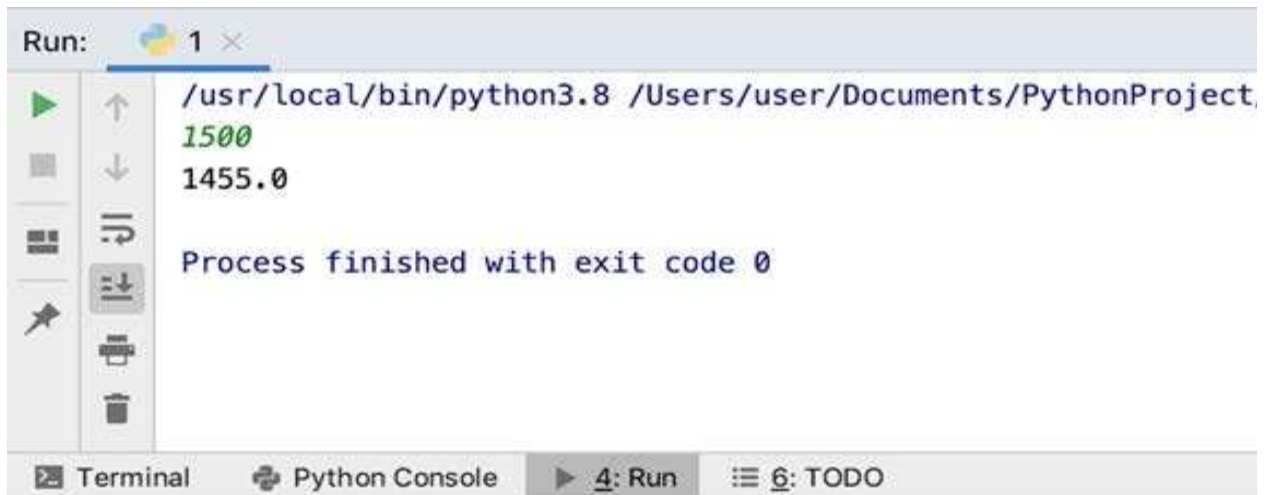 Run: 1
/usr/local/bin/python3.8 /Users/user/Documents/PythonProject/
1500
1455.0
Process finished with exit code 0
Terminal Python Console 4: Run 6: TODO